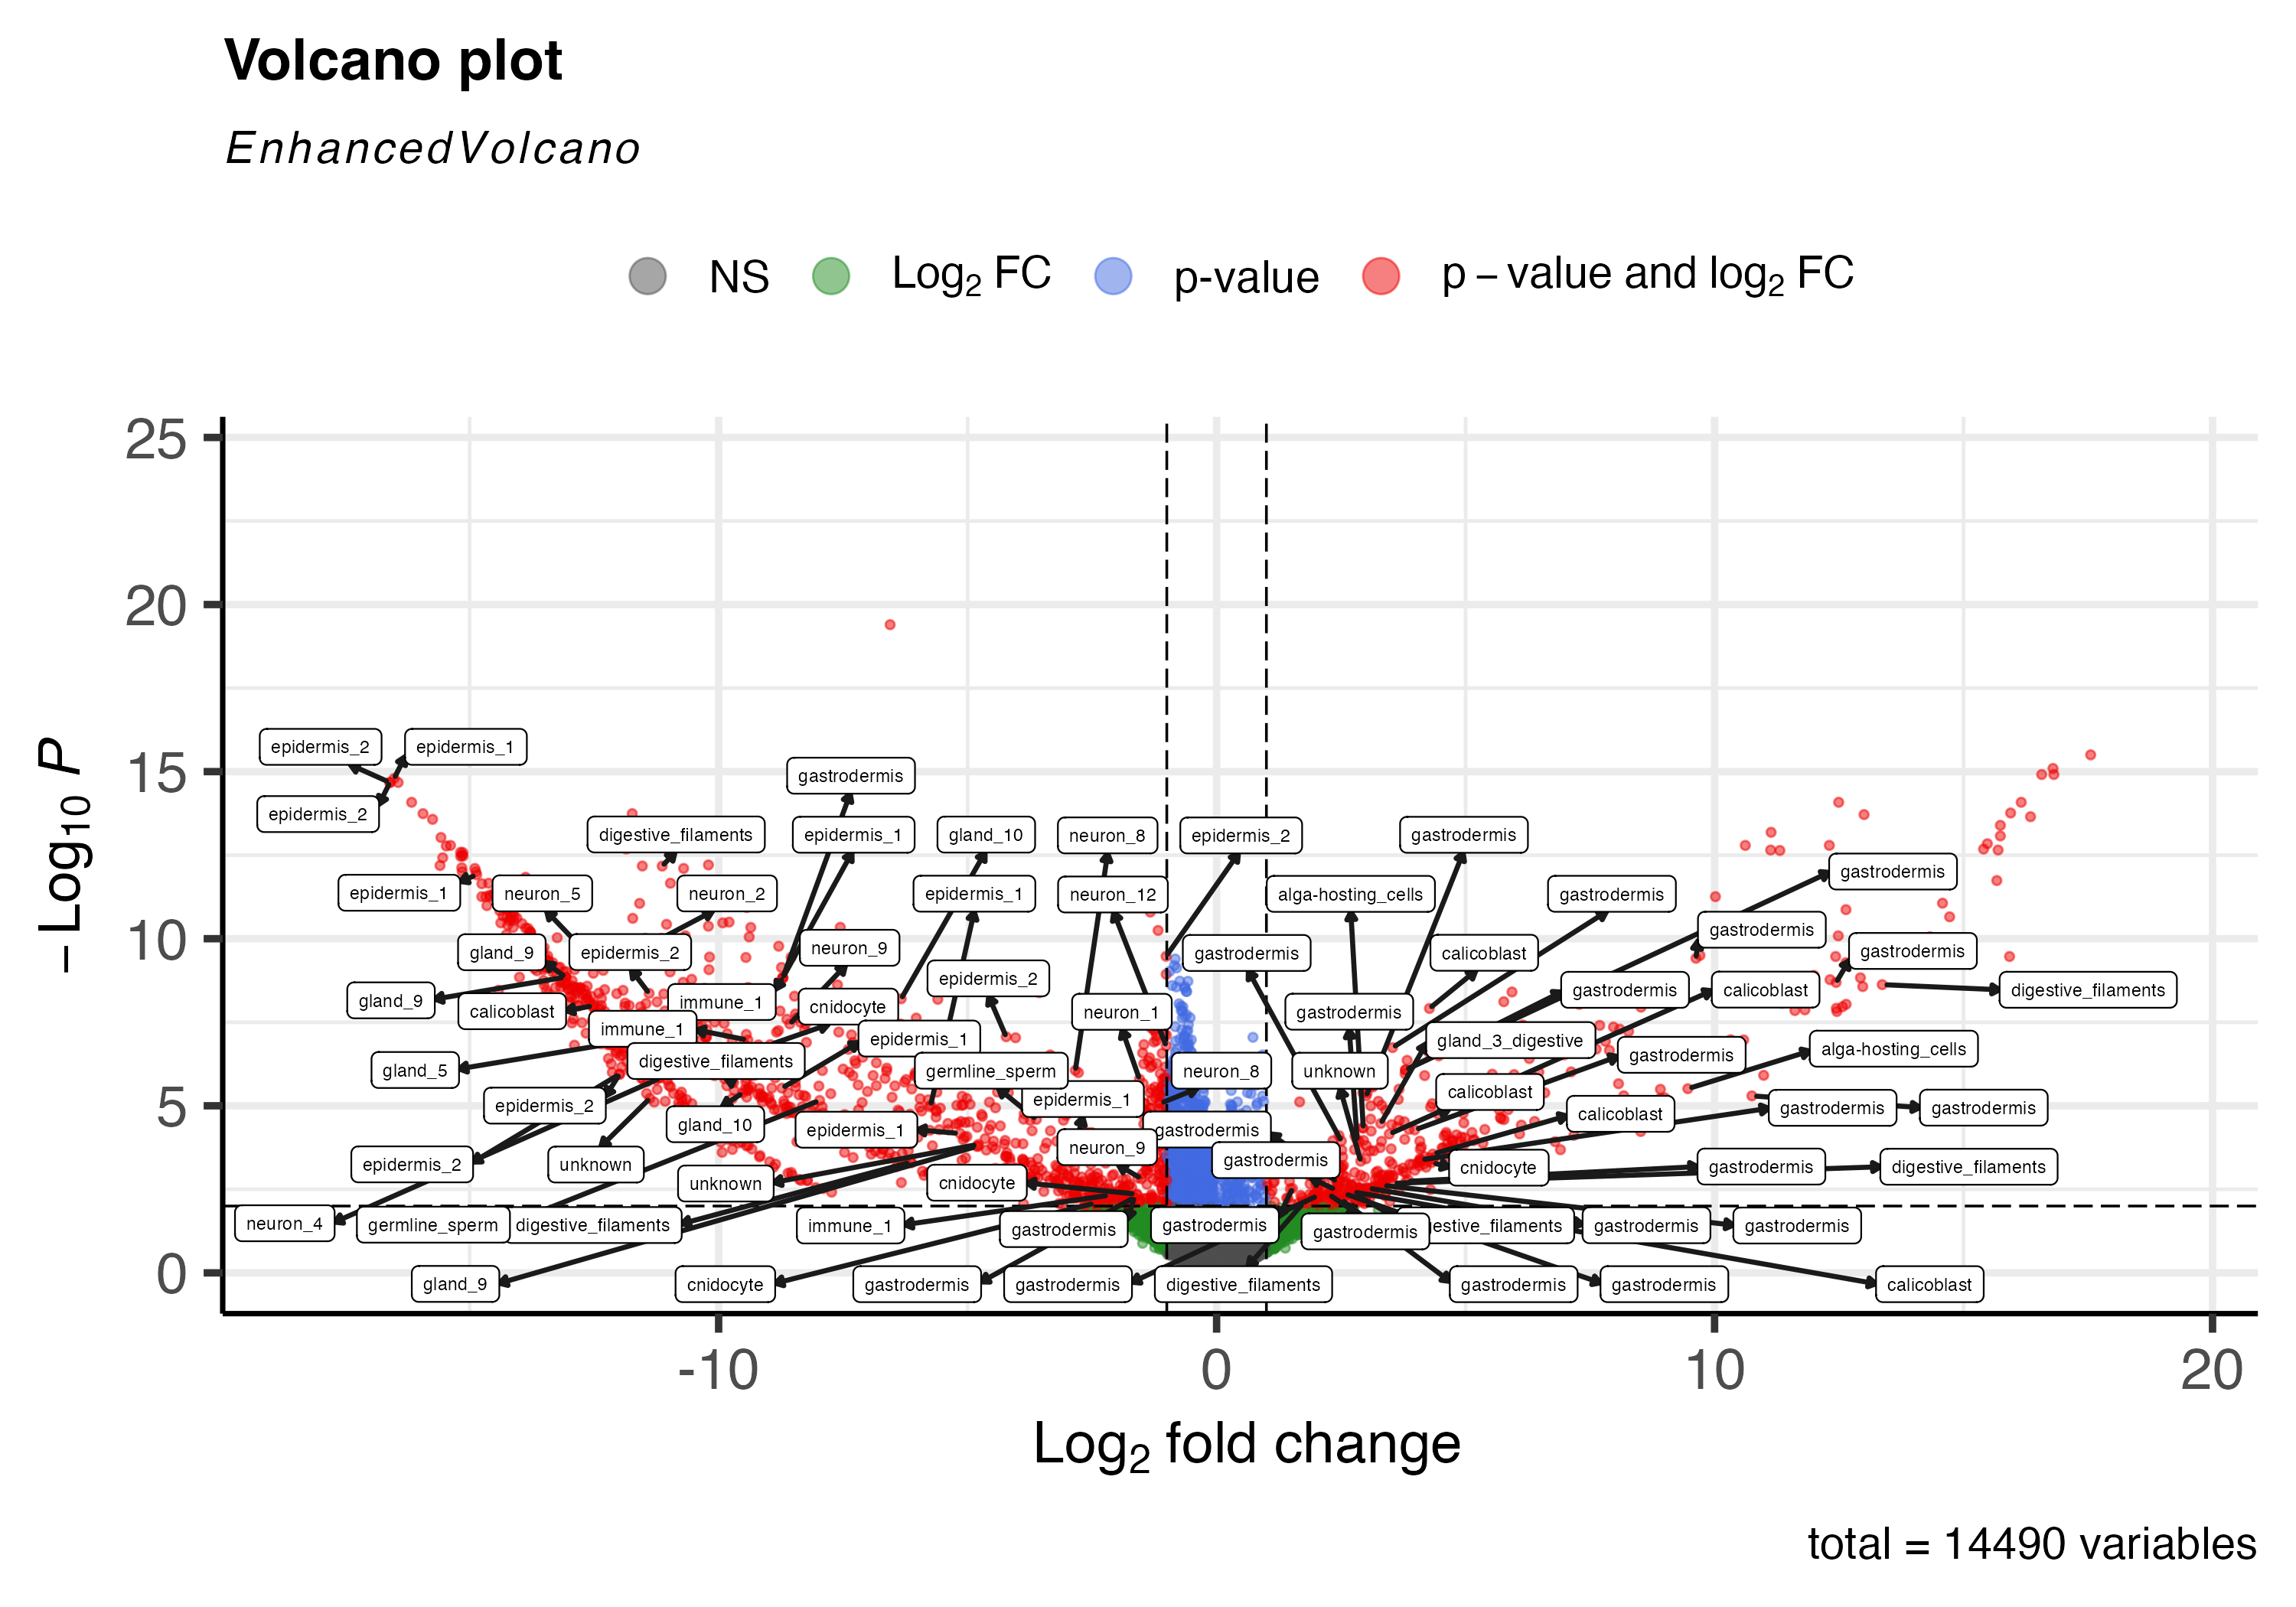 Volcano plot
EnhancedVolcano
NS Log₂ FC p-value p – value and log₂ FC
– Log₁₀ P
25
20
15
10
5
0
epidermis_2 epidermis_1
gastrodermis
epidermis_2
digestive_filaments epidermis_1 gland_10 neuron_8 epidermis_2 gastrodermis
gastrodermis
epidermis_1 neuron_5 neuron_2 epidermis_1 neuron_12 alga-hosting_cells gastrodermis
gastrodermis
gland_9 epidermis_2 neuron_9 gastrodermis calicoblast gastrodermis
epidermis_2
gland_9 immune_1 cnidocyte gastrodermis calicoblast digestive_filaments
calicoblast neuron_1 gastrodermis
immune_1 epidermis_1 gland_3_digestive
digestive_filaments gastrodermis alga-hosting_cells
gland_5 germline_sperm neuron_8 unknown
epidermis_2 epidermis_1 calicoblast
gland_10 epidermis_1 gastrodermis calicoblast gastrodermis gastrodermis
neuron_9
epidermis_2 unknown gastrodermis cnidocyte gastrodermis digestive_filaments
unknown cnidocyte
neuron_4 germline_sperm digestive_filaments immune_1 gastrodermis gastrodermis gastrodermis estive_filaments gastrodermis gastrodermis
gland_9 cnidocyte gastrodermis gastrodermis digestive_filaments gastrodermis gastrodermis calicoblast
-10 0 10 20
Log₂ fold change
total = 14490 variables